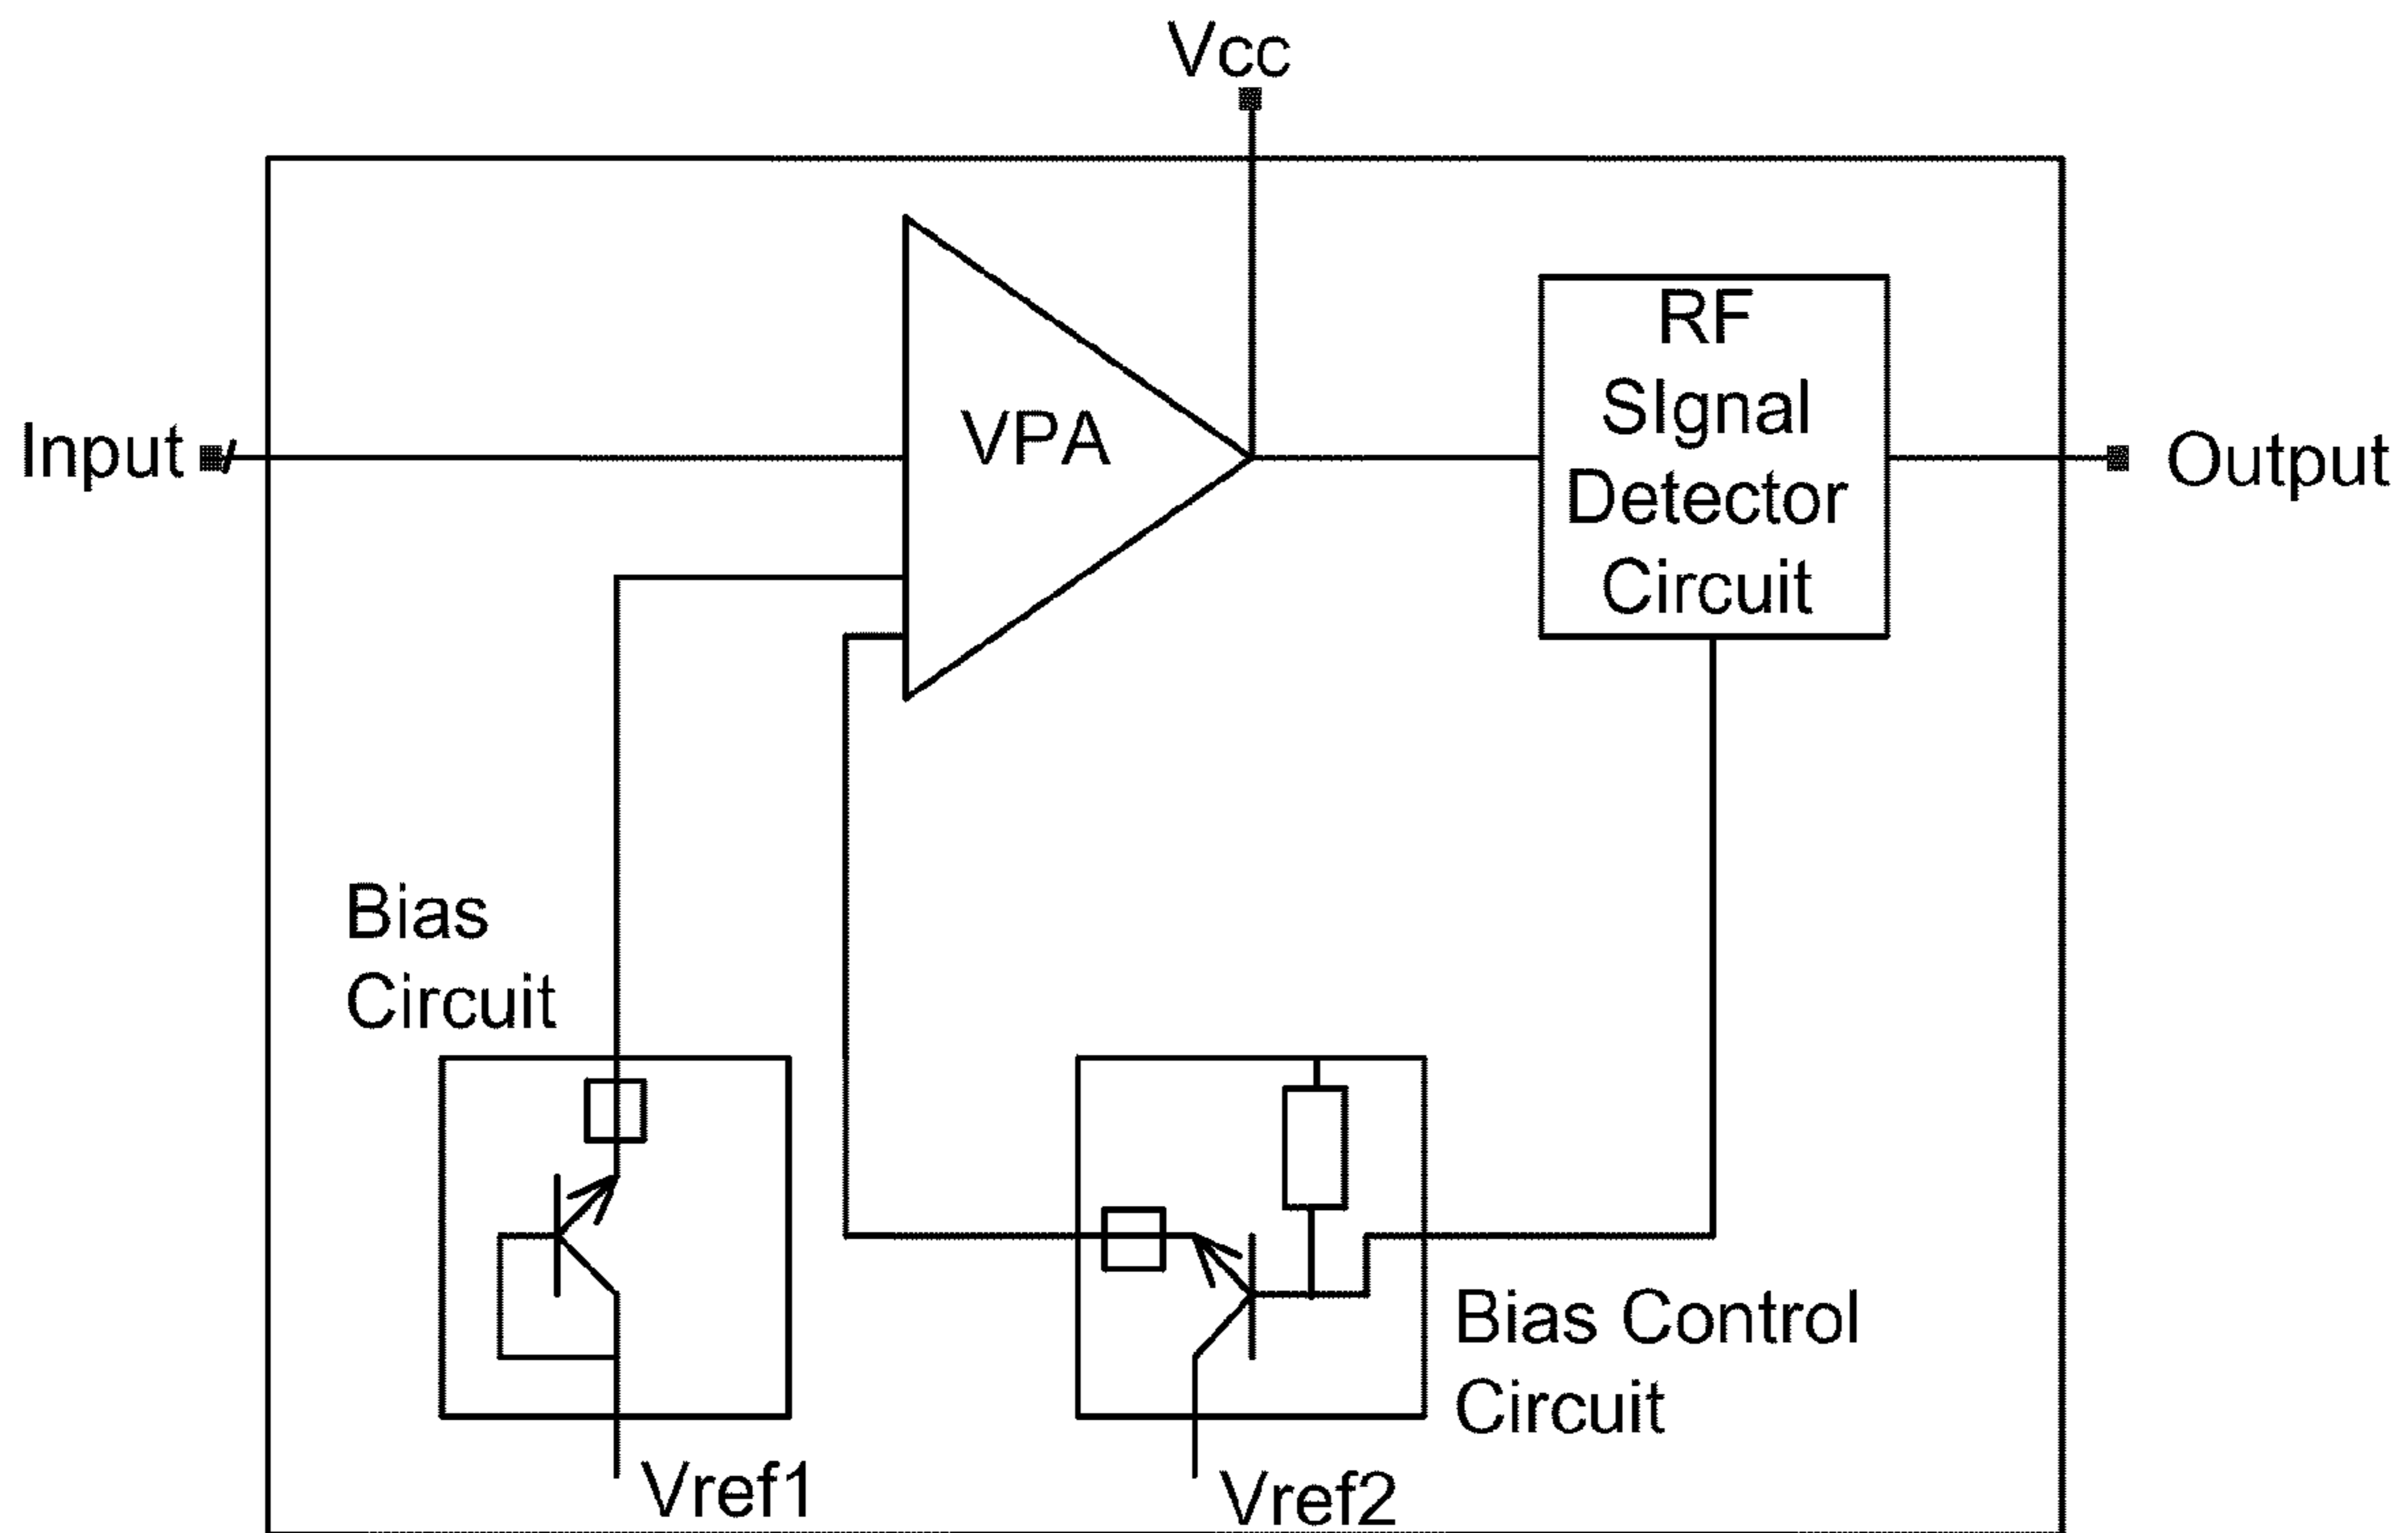 Vcc
Input
VPA
RF
SIgnal
Detector
Circuit
Output
Bias
Circuit
Bias Control
Circuit
Vref1
Vref2